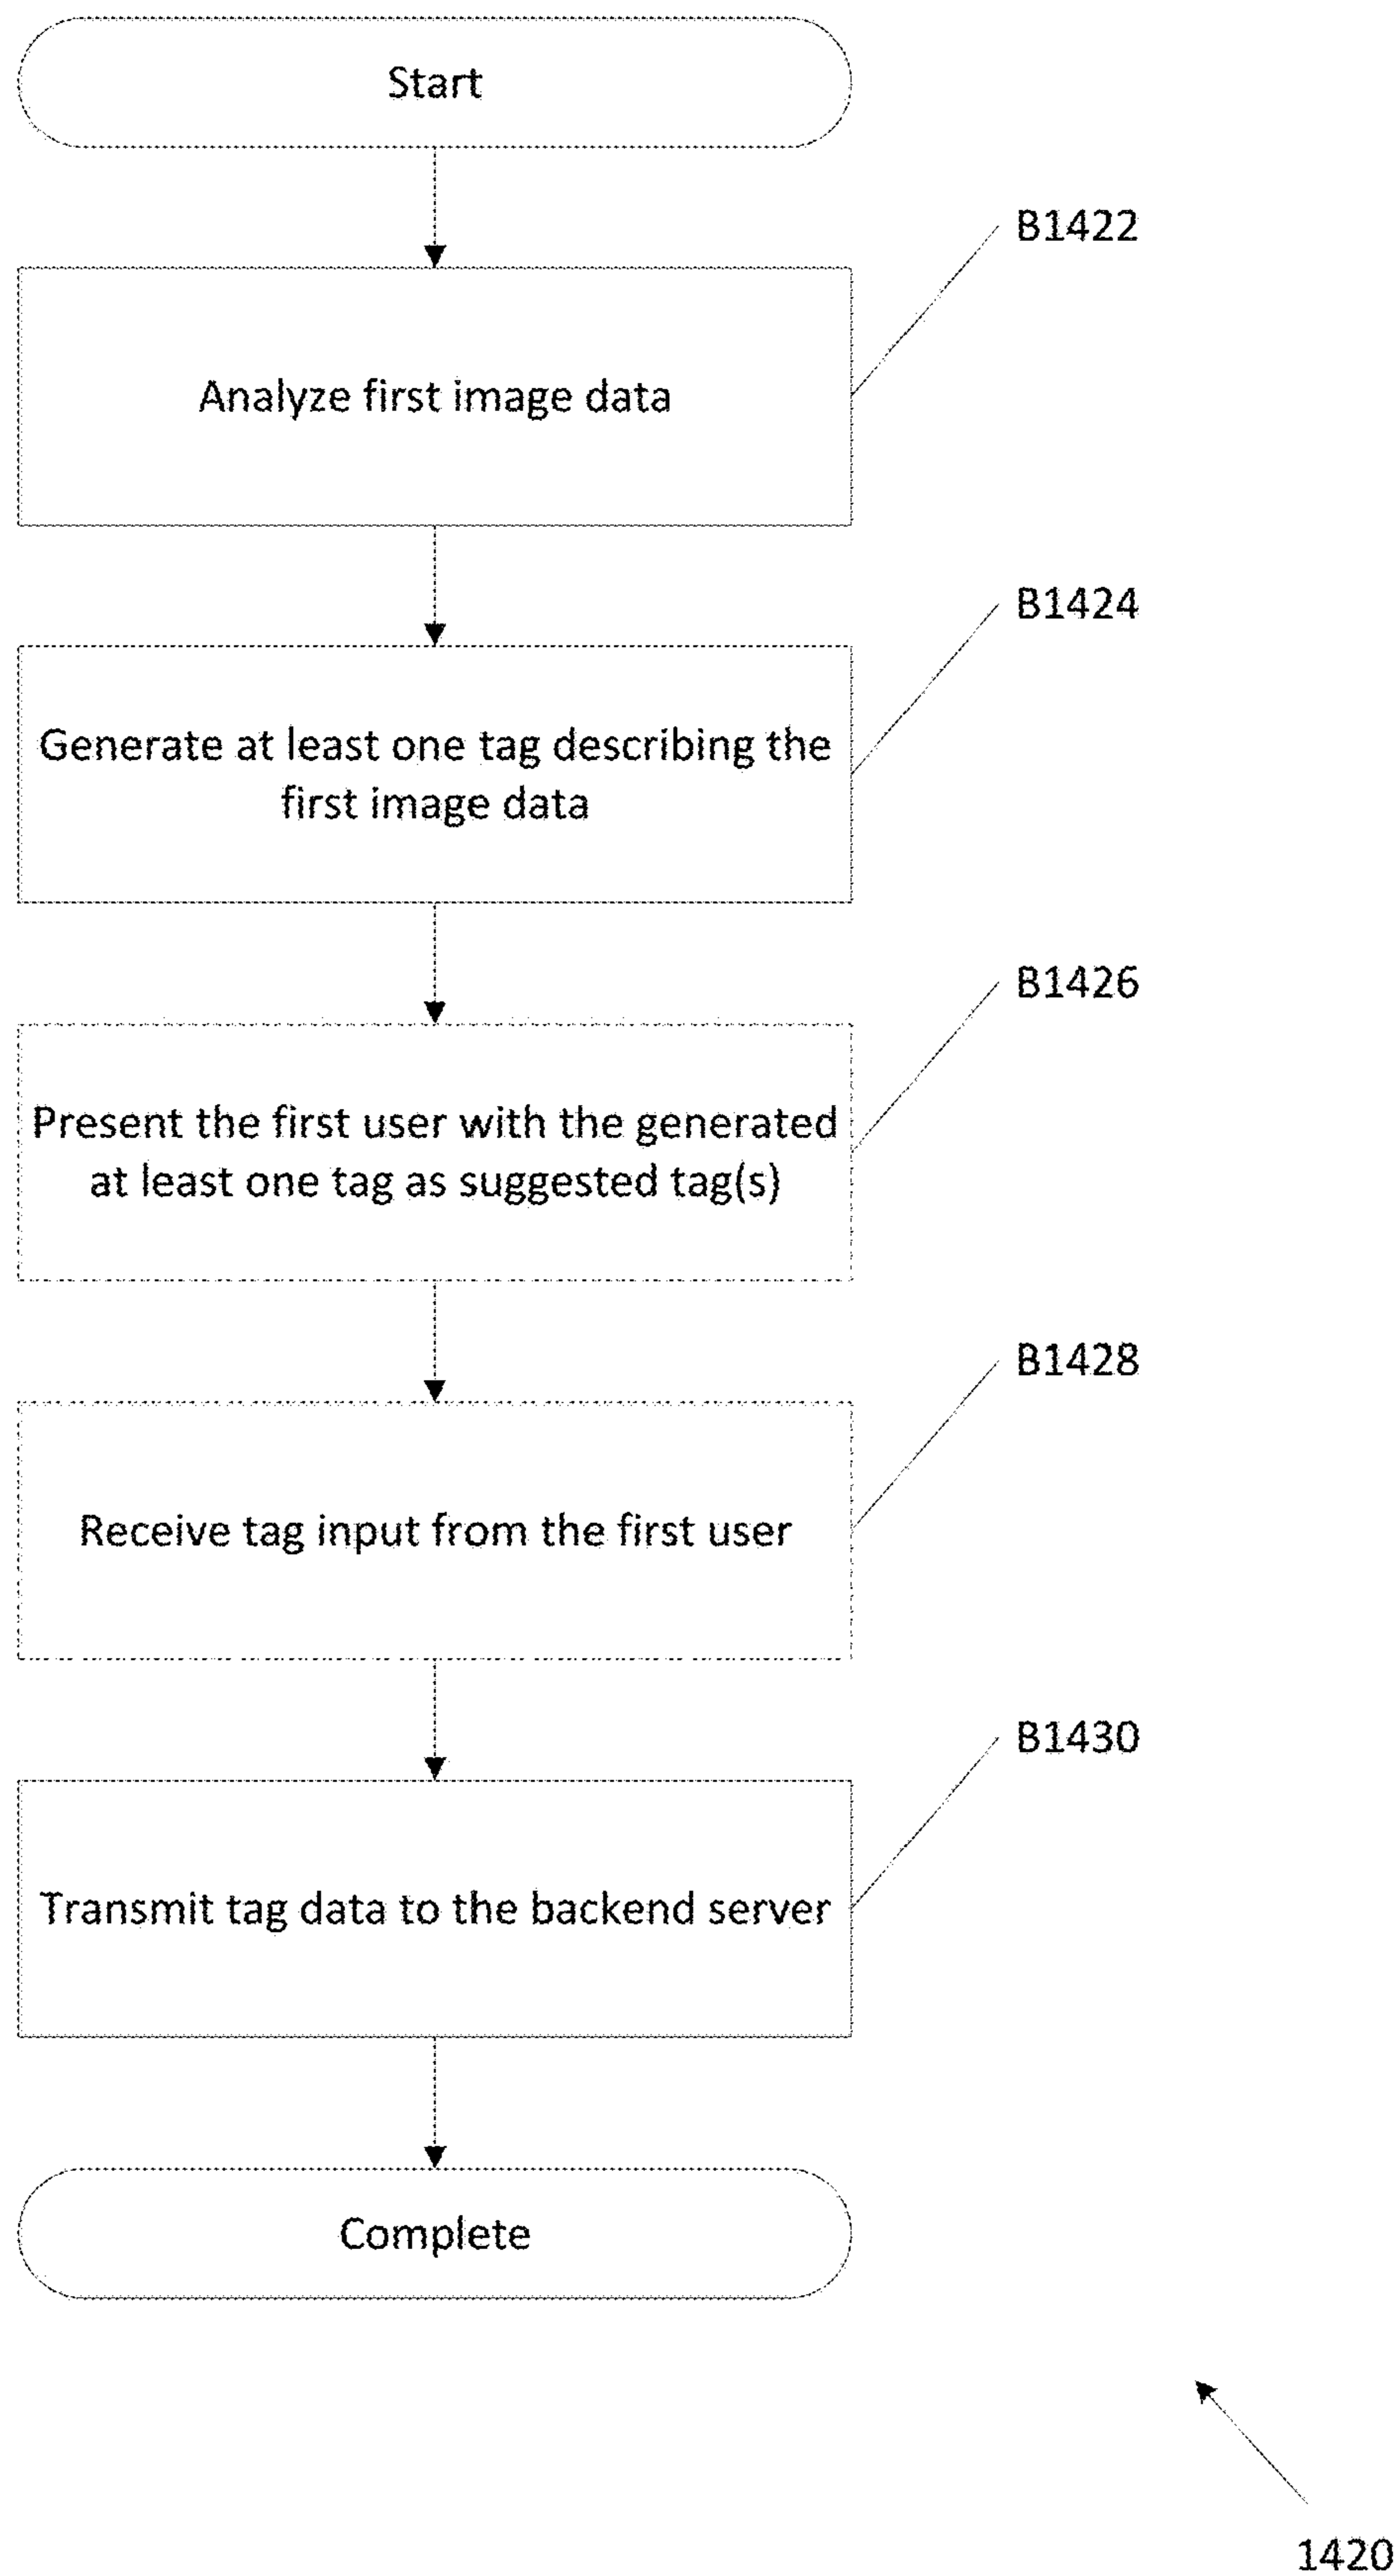 Start
B1422
Analyze first image data
B1424
Generate at least one tag describing the
first image data
B1426
Present the first user with the generated
at least one tag as suggested tag(s)
B1428
Receive tag input from the first user
B1430
Transmit tag data to the backend server
Complete
1420